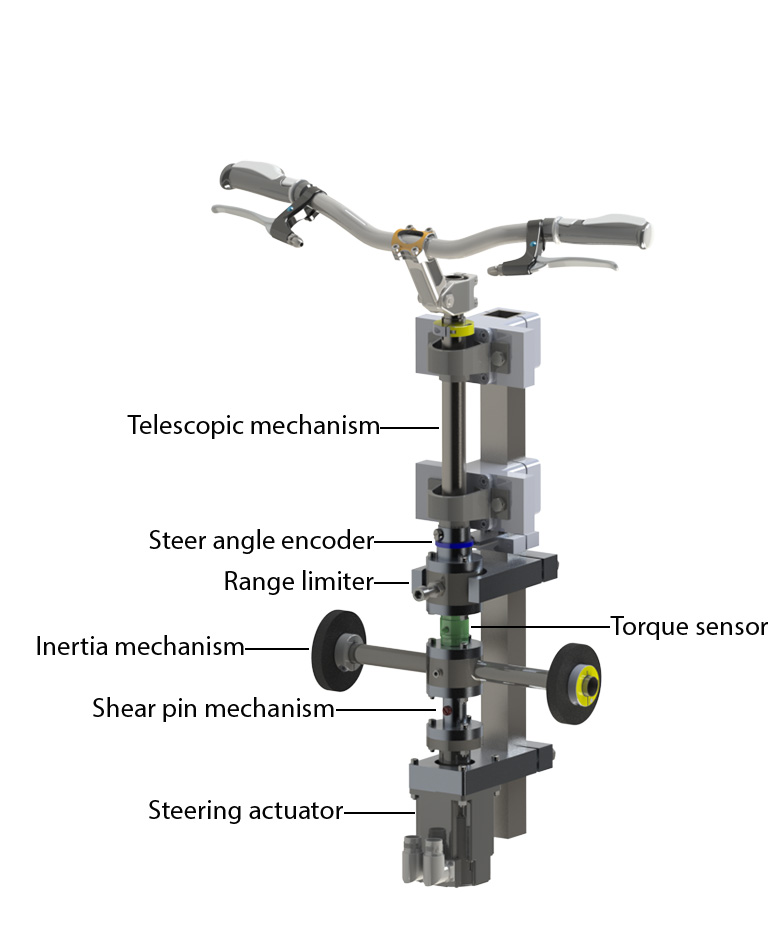 Telescopic mechanism
Steer angle encoder
Range limiter
Torque sensor
Inertia mechanism
Shear pin mechanism
Steering actuator